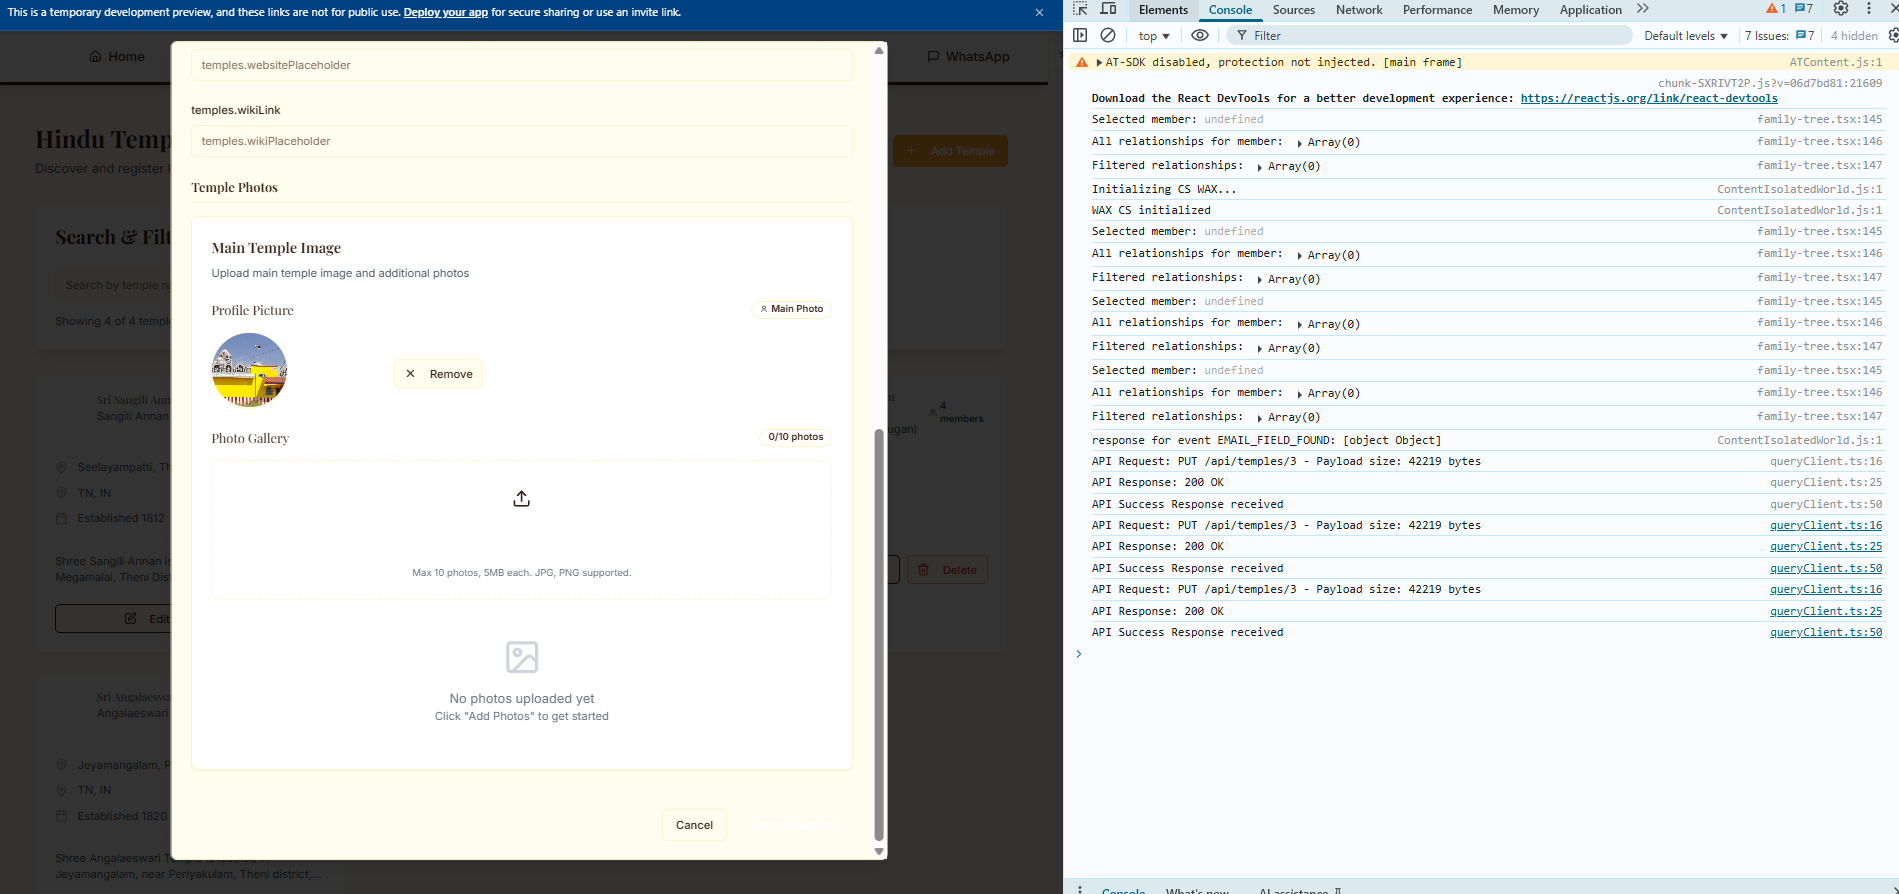 This is a temporary development preview, and these links are not for public use. Deploy your app for secure sharing or use an invite link.
Home
WhatsApp
Hindu Temp
Discover and register
Add Temple
Search & Filt
Search by temple na
Showing 4 of 4 templ
Sri Sangili Annan
Sangili Annan
Seelayampatti, Th
TN, IN
Established 1812
Shree Sangili Annan is
Megamalai, Theni Dist
Edit
Sri Angalaeswa
Angalaeswari
Jeyamangalam, P
TN, IN
Established 1820
Shree Angalaeswari Temple is located in
Jeyamangalam, near Periyakulam, Theni district,...
4
members
ugan)
Delete
temples.websitePlaceholder
temples.wikiLink
temples.wikiPlaceholder
Temple Photos
Main Temple Image
Upload main temple image and additional photos
Profile Picture
Main Photo
Remove
Photo Gallery
0/10 photos
Max 10 photos, 5MB each. JPG, PNG supported.
No photos uploaded yet
Click "Add Photos" to get started
Cancel
Elements Console Sources Network Performance Memory Application 1 7
top Filter Default levels 7 Issues: 7 4 hidden
AT-SDK disabled, protection not injected. [main frame] ATContent.js:1
chunk-SXRIVT2P.js?v=06d7bd81:21609
Download the React DevTools for a better development experience: https://reactjs.org/link/react-devtools
Selected member: undefined family-tree.tsx:145
All relationships for member: Array(0) family-tree.tsx:146
Filtered relationships: Array(0) family-tree.tsx:147
Initializing CS WAX... ContentIsolatedWorld.js:1
WAX CS initialized ContentIsolatedWorld.js:1
Selected member: undefined family-tree.tsx:145
All relationships for member: Array(0) family-tree.tsx:146
Filtered relationships: Array(0) family-tree.tsx:147
Selected member: undefined family-tree.tsx:145
All relationships for member: Array(0) family-tree.tsx:146
Filtered relationships: Array(0) family-tree.tsx:147
Selected member: undefined family-tree.tsx:145
All relationships for member: Array(0) family-tree.tsx:146
Filtered relationships: Array(0) family-tree.tsx:147
response for event EMAIL_FIELD_FOUND: [object Object] ContentIsolatedWorld.js:1
API Request: PUT /api/temples/3 - Payload size: 42219 bytes queryClient.ts:16
API Response: 200 OK queryClient.ts:25
API Success Response received queryClient.ts:50
API Request: PUT /api/temples/3 - Payload size: 42219 bytes queryClient.ts:16
API Response: 200 OK queryClient.ts:25
API Success Response received queryClient.ts:50
API Request: PUT /api/temples/3 - Payload size: 42219 bytes queryClient.ts:16
API Response: 200 OK queryClient.ts:25
API Success Response received queryClient.ts:50
Console What's new AI assistance